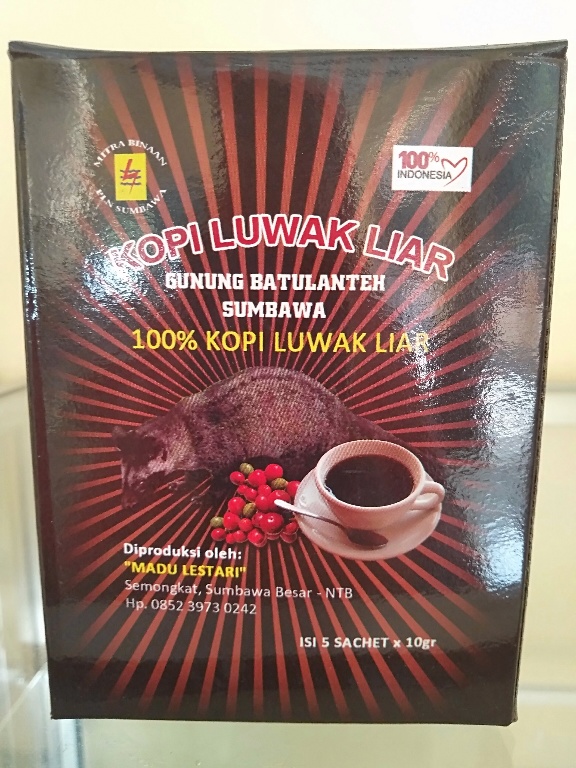 MITRA BINAAN
PLN SUMBAWA
100%
INDONESIA
KOPI LUWAK LIAR
GUNUNG BATULANTEH
SUMBAWA
100% KOPI LUWAK LIAR
Diproduksi oleh:
"MADU LESTARI"
Semongkat, Sumbawa Besar - NTB
Hp. 0852 3973 0242
ISI 5 SACHET x 10gr